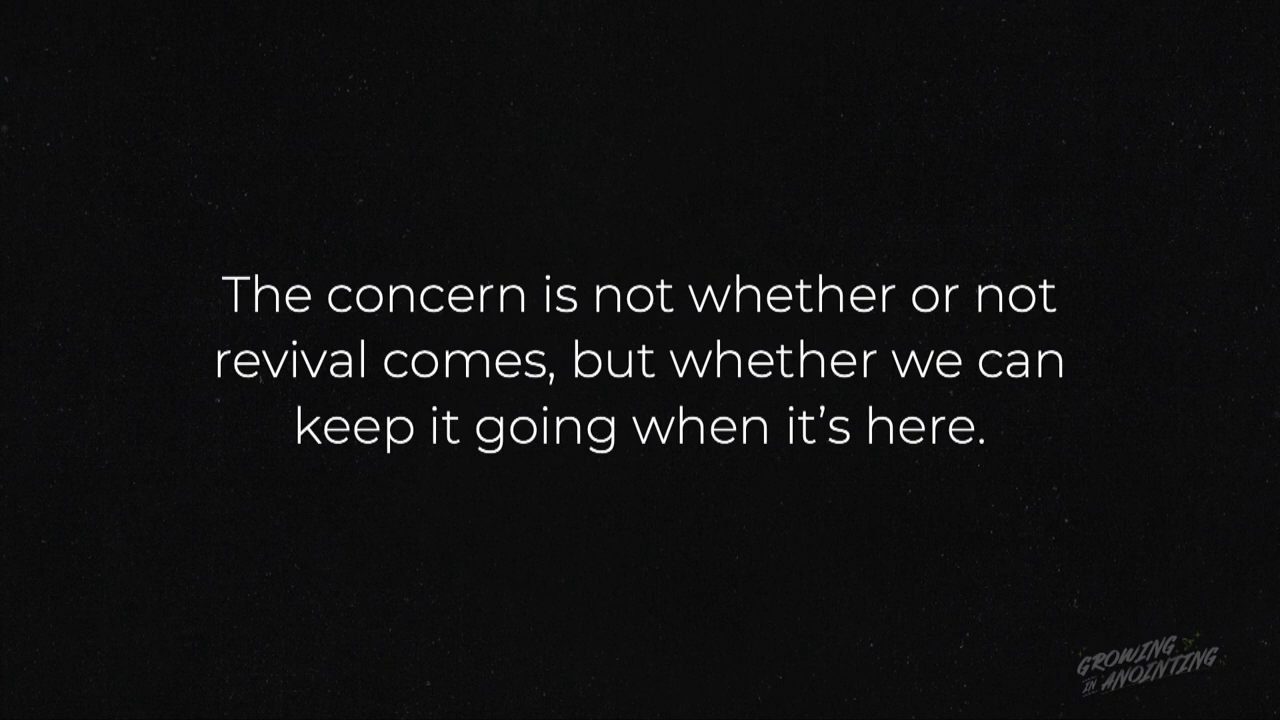 The concern is not whether or not
revival comes, but whether we can
keep it going when it’s here.
GROWING
IN ANOINTING